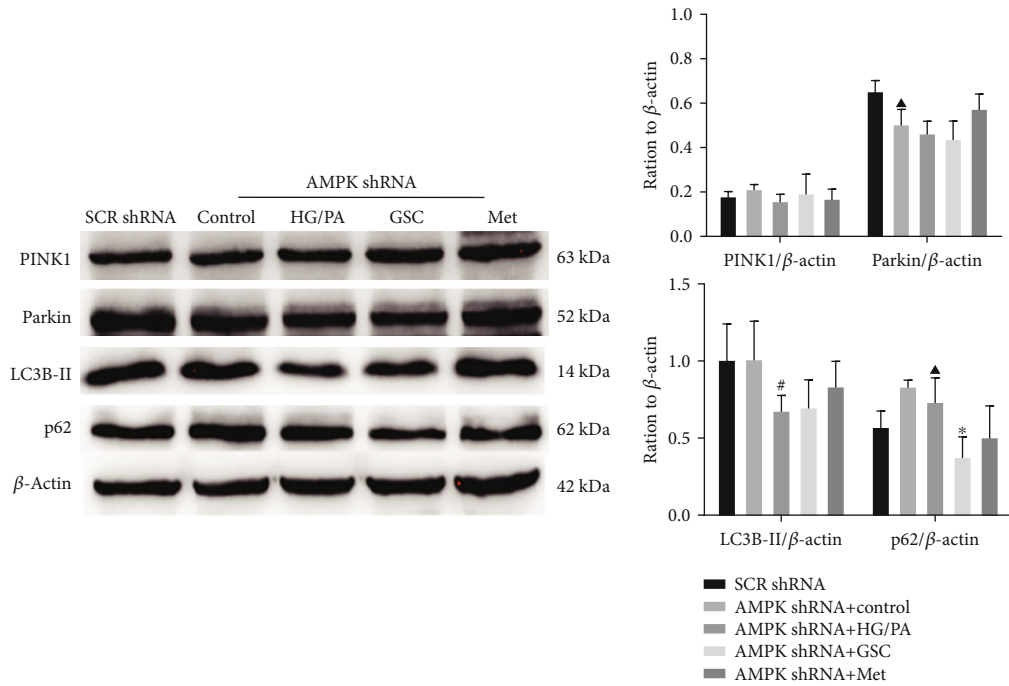 AMPK shRNA
SCR shRNA Control HG/PA GSC Met
PINK1 63 kDa
Parkin 52 kDa
LC3B-II 14 kDa
p62 62 kDa
β-Actin 42 kDa
1.0
0.8
0.6
0.4
0.2
0.0
Ration to β-actin
▲
PINK1/β-actin Parkin/β-actin
1.5
1.0
0.5
0.0
Ration to β-actin
# ▲ *
LC3B-II/β-actin p62/β-actin
SCR shRNA
AMPK shRNA+control
AMPK shRNA+HG/PA
AMPK shRNA+GSC
AMPK shRNA+Met